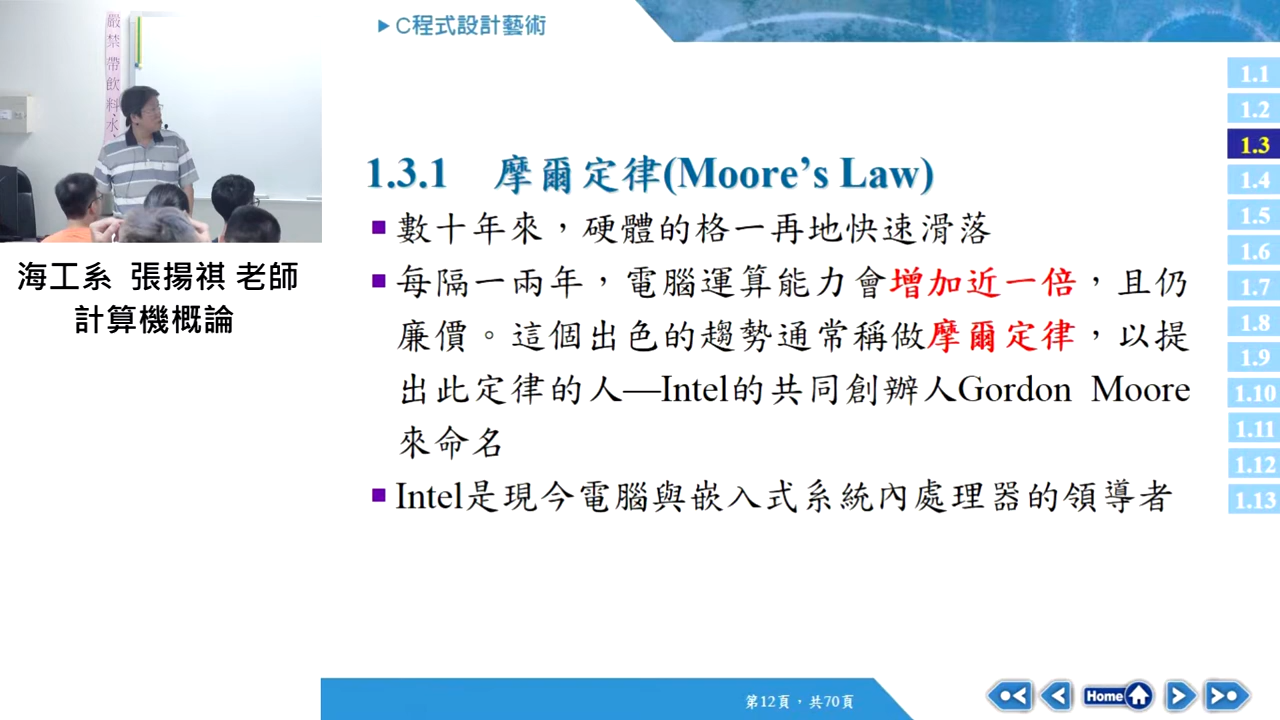 C程式設計藝術
嚴禁帶飲料、水、
海工系 張揚祺 老師
計算機概論
1.3.1 摩爾定律(Moore's Law)
數十年來，硬體的格一再地快速滑落
每隔一兩年，電腦運算能力會增加近一倍，且仍
廉價。這個出色的趨勢通常稱做摩爾定律，以提
出此定律的人—Intel的共同創辦人Gordon Moore
來命名
Intel是現今電腦與嵌入式系統內處理器的領導者
1.1
1.2
1.3
1.4
1.5
1.6
1.7
1.8
1.9
1.10
1.11
1.12
1.13
第12頁，共70頁
Home